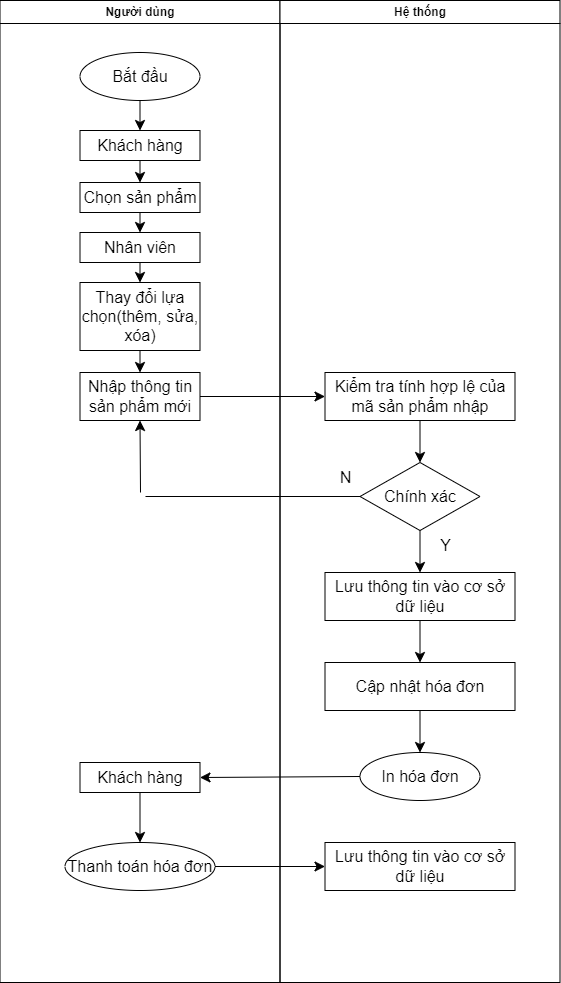 Người dùng
Hệ thống
Bắt đầu
Khách hàng
Chọn sản phẩm
Nhân viên
Thay đổi lựa
chọn(thêm, sửa,
xóa)
Nhập thông tin
sản phẩm mới
Kiểm tra tính hợp lệ của
mã sản phẩm nhập
N
Chính xác
Y
Lưu thông tin vào cơ sở
dữ liệu
Cập nhật hóa đơn
Khách hàng
In hóa đơn
Thanh toán hóa đơn
Lưu thông tin vào cơ sở
dữ liệu